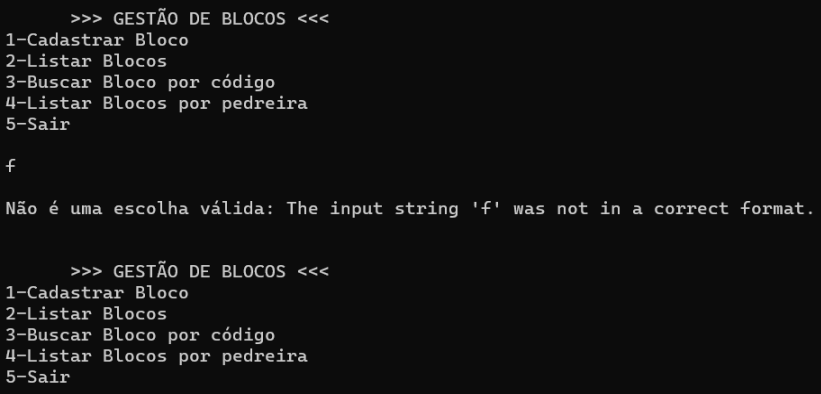 >>> GESTÃO DE BLOCOS <<<
1-Cadastrar Bloco
2-Listar Blocos
3-Buscar Bloco por código
4-Listar Blocos por pedreira
5-Sair
f
Não é uma escolha válida: The input string 'f' was not in a correct format.
>>> GESTÃO DE BLOCOS <<<
1-Cadastrar Bloco
2-Listar Blocos
3-Buscar Bloco por código
4-Listar Blocos por pedreira
5-Sair